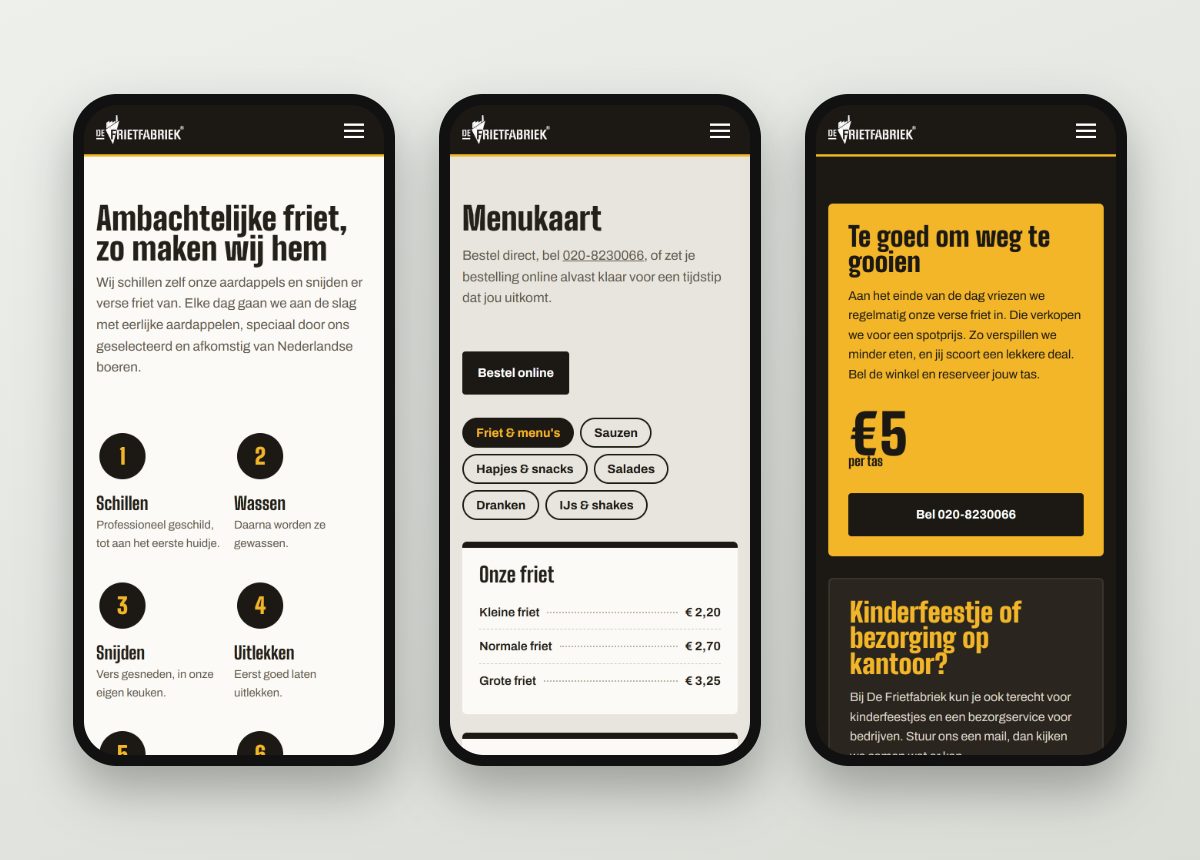 DE FRIETFABRIEK®
Ambachtelijke friet,
zo maken wij hem
Wij schillen zelf onze aardappels en snijden er
verse friet van. Elke dag gaan we aan de slag
met eerlijke aardappelen, speciaal door ons
geselecteerd en afkomstig van Nederlandse
boeren.
1
Schillen
Professioneel geschild,
tot aan het eerste huidje.
2
Wassen
Daarna worden ze
gewassen.
3
Snijden
Vers gesneden, in onze
eigen keuken.
4
Uitlekken
Eerst goed laten
uitlekken.
5
6
DE FRIETFABRIEK®
Menukaart
Bestel direct, bel 020-8230066, of zet je
bestelling online alvast klaar voor een tijdstip
dat jou uitkomt.
Bestel online
Friet & menu's
Sauzen
Hapjes & snacks
Salades
Dranken
IJs & shakes
Onze friet
Kleine friet € 2,20
Normale friet € 2,70
Grote friet € 3,25
DE FRIETFABRIEK®
Te goed om weg te
gooien
Aan het einde van de dag vriezen we
regelmatig onze verse friet in. Die verkopen
we voor een spotprijs. Zo verspillen we
minder eten, en jij scoort een lekkere deal.
Bel de winkel en reserveer jouw tas.
€5
per tas
Bel 020-8230066
Kinderfeestje of
bezorging op
kantoor?
Bij De Frietfabriek kun je ook terecht voor
kinderfeestjes en een bezorgservice voor
bedrijven. Stuur ons een mail, dan kijken